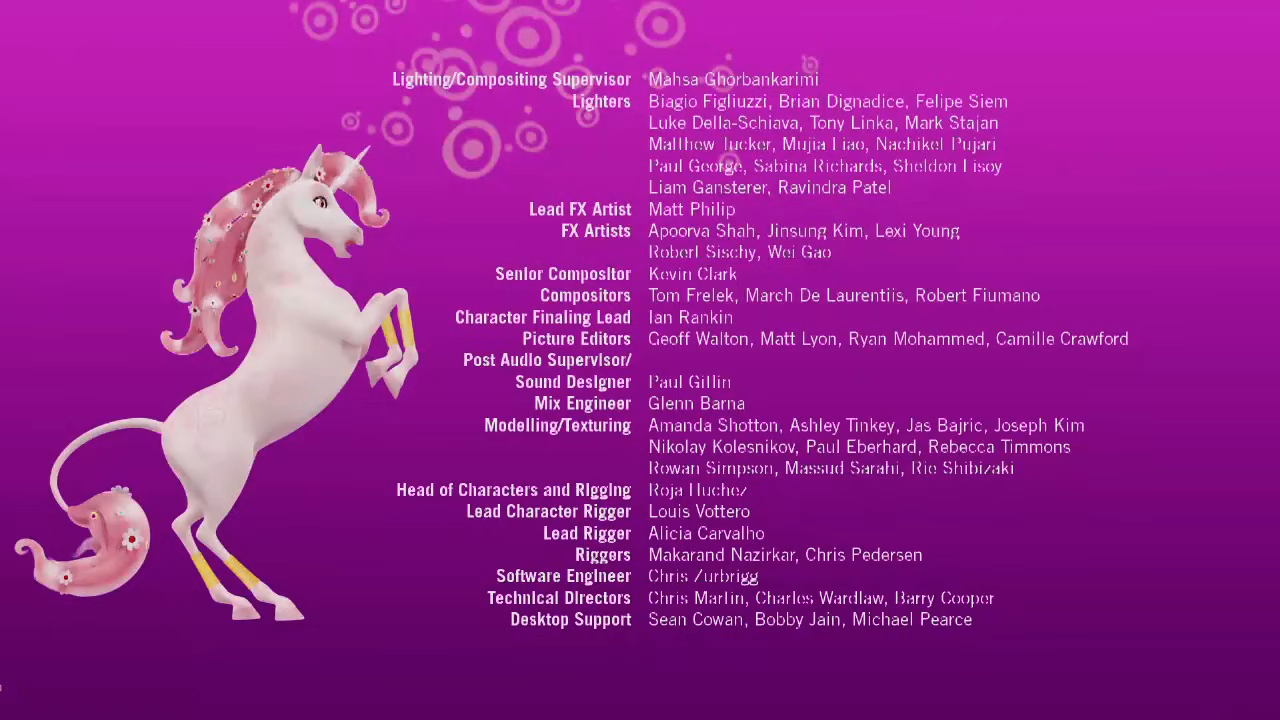 Lighting/Compositing Supervisor Mahsa Ghorbankarimi
Lighters Biagio Figliuzzi, Brian Dignadice, Felipe Siem
Luke Della-Schiava, Tony Linka, Mark Stajan
Matthew Tucker, Mujia Liao, Nachiket Pujari
Paul George, Sabina Richards, Sheldon Lisoy
Liam Gansterer, Ravindra Patel
Lead FX Artist Matt Philip
FX Artists Apoorva Shah, Jinsung Kim, Lexi Young
Robert Sischy, Wei Gao
Senior Compositor Kevin Clark
Compositors Tom Frelek, March De Laurentiis, Robert Fiumano
Character Finaling Lead Ian Rankin
Picture Editors Geoff Walton, Matt Lyon, Ryan Mohammed, Camille Crawford
Post Audio Supervisor/
Sound Designer Paul Gitlin
Mix Engineer Glenn Barna
Modelling/Texturing Amanda Shotton, Ashley Tinkey, Jas Bajric, Joseph Kim
Nikolay Kolesnikov, Paul Eberhard, Rebecca Timmons
Rowan Simpson, Massud Sarahi, Rie Shibizaki
Head of Characters and Rigging Roja Huchez
Lead Character Rigger Louis Vottero
Lead Rigger Alicia Carvalho
Riggers Makarand Nazirkar, Chris Pedersen
Software Engineer Chris Zurbrigg
Technical Directors Chris Martin, Charles Wardlaw, Barry Cooper
Desktop Support Sean Cowan, Bobby Jain, Michael Pearce